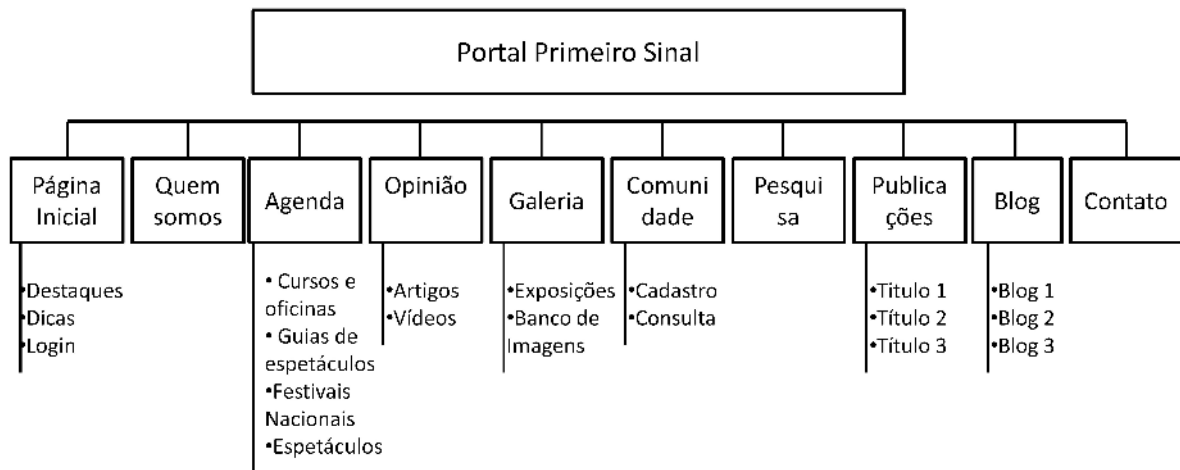 Portal Primeiro Sinal
Página
Inicial
Quem
somos
Agenda
Opinião
Galeria
Comuni
dade
Pesqui
sa
Publica
ções
Blog
Contato
•Destaques
•Dicas
•Login
• Cursos e
oficinas
• Guias de
espetáculos
•Festivais
Nacionais
•Espetáculos
•Artigos
•Vídeos
•Exposições
•Banco de
Imagens
•Cadastro
•Consulta
•Titulo 1
•Título 2
•Título 3
•Blog 1
•Blog 2
•Blog 3